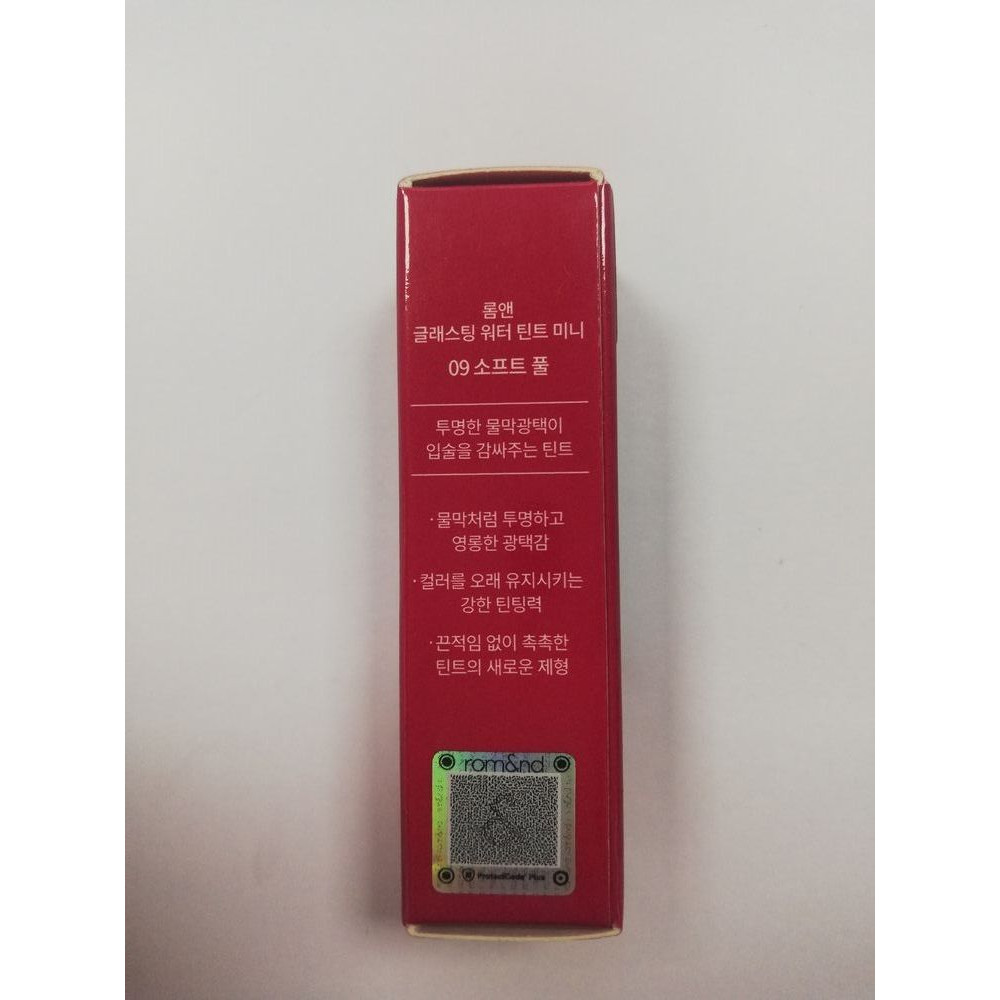 롬앤
글래스팅 워터 틴트 미니
09 소프트 풀
투명한 물막광택이
입술을 감싸주는 틴트
·물막처럼 투명하고
영롱한 광택감
·컬러를 오래 유지시키는
강한 틴팅력
·끈적임 없이 촉촉한
틴트의 새로운 제형
rom&nd
ProtectCode Plus